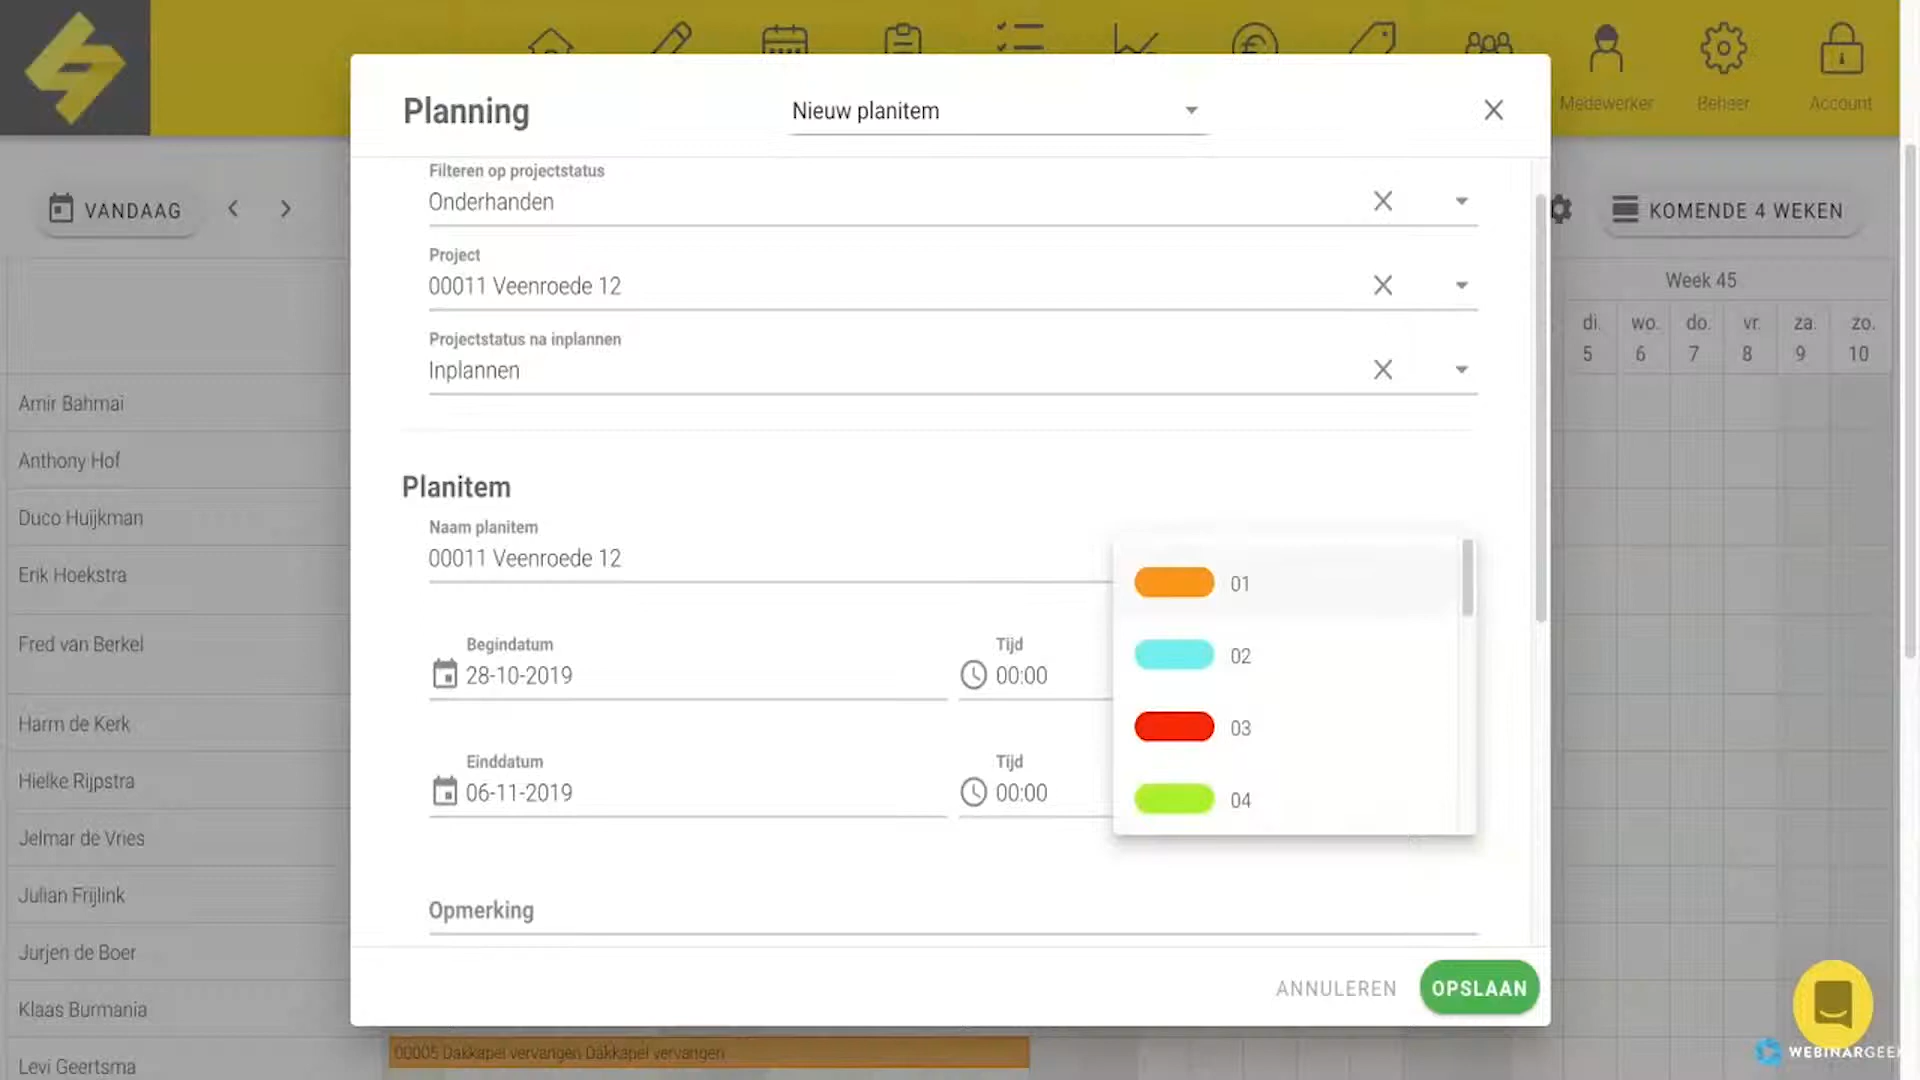 Medewerker
Beheer
Account
Planning
Nieuw planitem
Filteren op projectstatus
Onderhanden
VANDAAG
KOMENDE 4 WEKEN
Project
00011 Veenroede 12
Week 45
di. wo. do. vr. za. zo.
5 6 7 8 9 10
Projectstatus na inplannen
Inplannen
Amir Bahmai
Anthony Hof
Duco Huijkman
Erik Hoekstra
Fred van Berkel
Harm de Kerk
Hielke Rijpstra
Jelmar de Vries
Julian Frijlink
Jurjen de Boer
Klaas Burmania
Levi Geertsma
Planitem
Naam planitem
00011 Veenroede 12
01
02
03
04
Begindatum
28-10-2019
Tijd
00:00
Einddatum
06-11-2019
Tijd
00:00
Opmerking
ANNULEREN
OPSLAAN
00005 Dakkapel vervangen Dakkapel vervangen
WEBINARGEEK